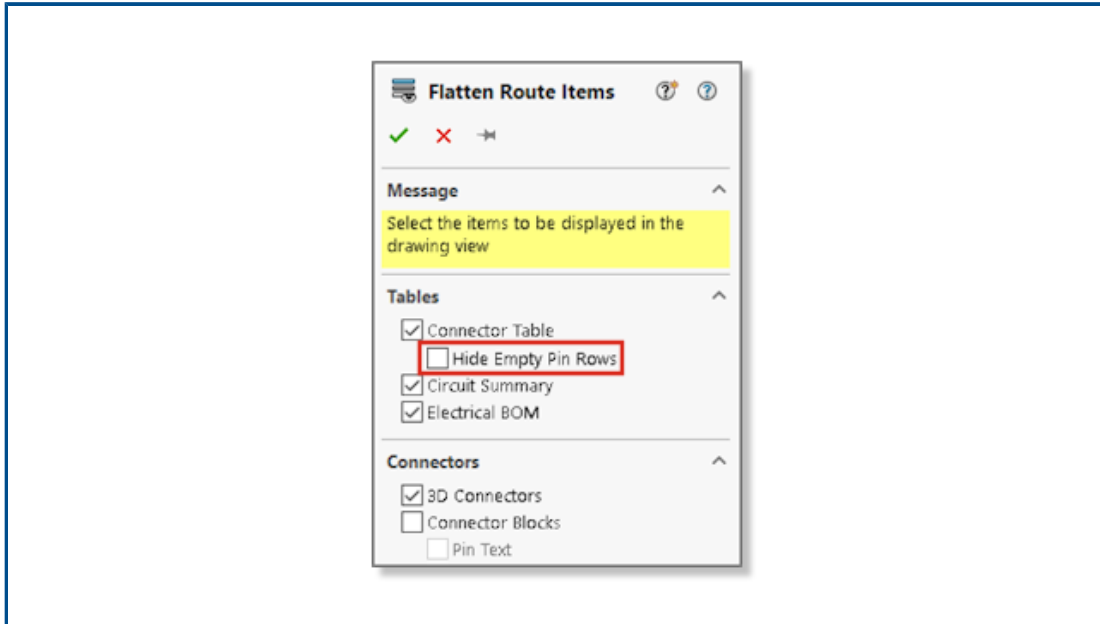 Flatten Route Items
Message
Select the items to be displayed in the
drawing view
Tables
Connector Table
Hide Empty Pin Rows
Circuit Summary
Electrical BOM
Connectors
3D Connectors
Connector Blocks
Pin Text